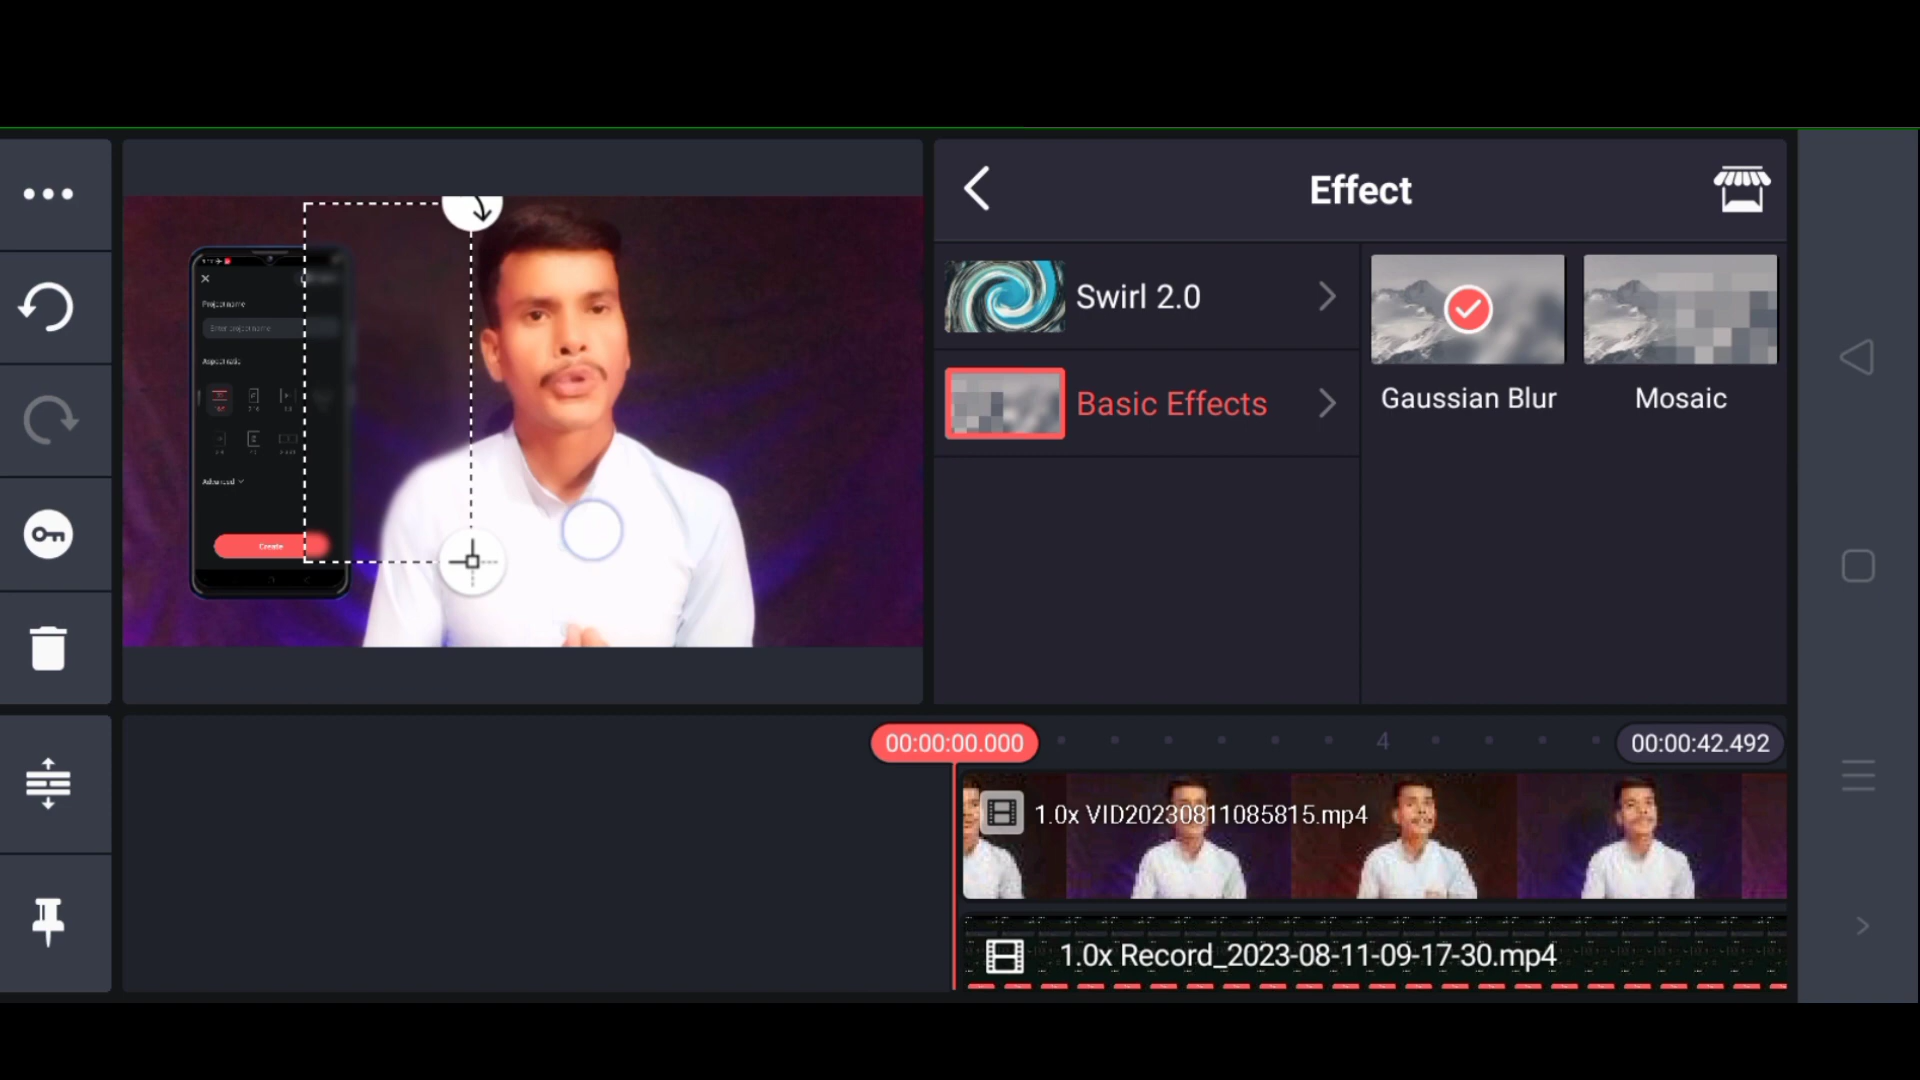 Effect
Swirl 2.0
Basic Effects
Gaussian Blur
Mosaic
Project name
Enter project name
Aspect ratio
Advanced
Create
00:00:00.000
4
00:00:42.492
1.0x VID20230811085815.mp4
1.0x Record_2023-08-11-09-17-30.mp4